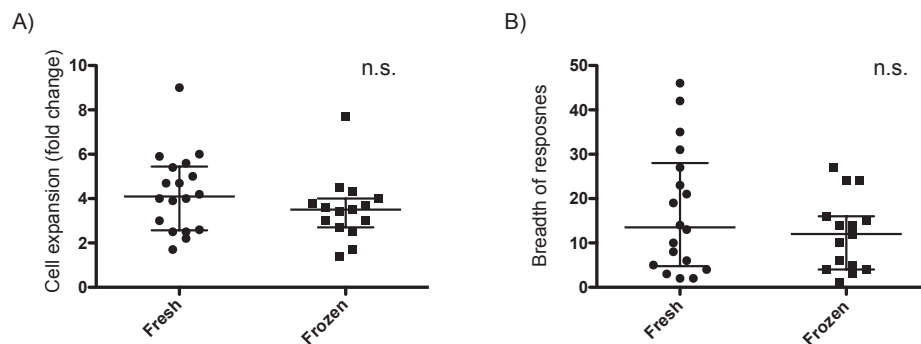 A)
Cell expansion (fold change)
10
8
6
4
2
0
n.s.
Fresh
Frozen
B)
Breadth of resposnes
50
40
30
20
10
0
n.s.
Fresh
Frozen